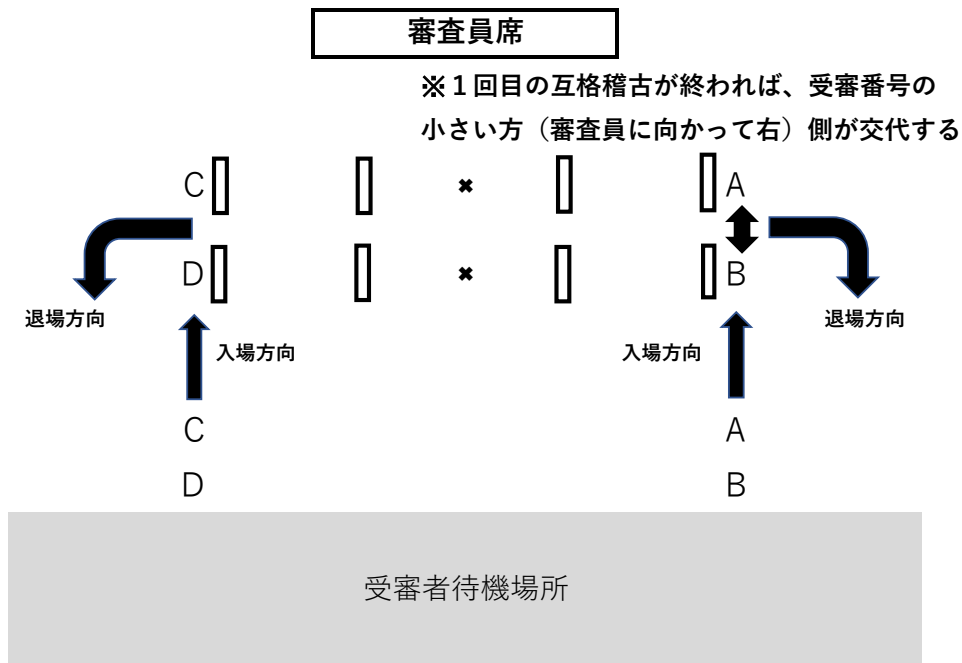 審査員席
※１回目の互格稽古が終われば、受審番号の
小さい方（審査員に向かって右）側が交代する
C A
D B
退場方向 退場方向
入場方向 入場方向
C A
D B
受審者待機場所